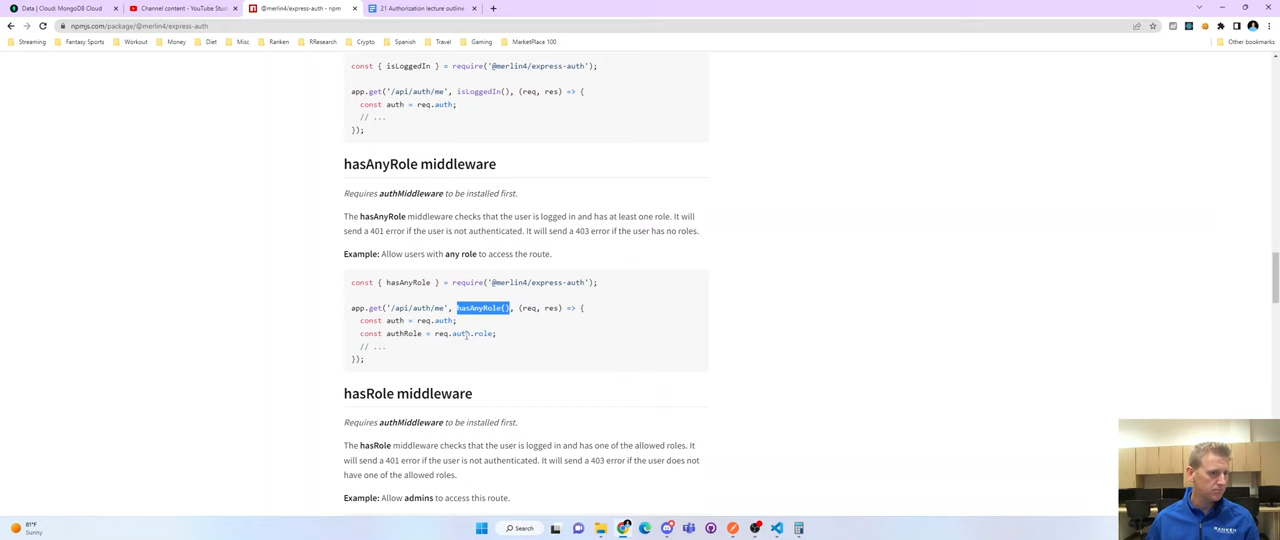 Data | Cloud: MongoDB Cloud
Channel content - YouTube Stud
@merlin4/express-auth - npm
21 Authorization lecture outline
npmjs.com/package/@merlin4/express-auth
Streaming
Fantasy Sports
Workout
Money
Diet
Misc
Ranken
RResearch
Crypto
Spanish
Travel
Gaming
MarketPlace 100
Other bookmarks
const { isLoggedIn } = require('@merlin4/express-auth');
app.get('/api/auth/me', isLoggedIn(), (req, res) => {
const auth = req.auth;
// ...
});
hasAnyRole middleware
Requires authMiddleware to be installed first.
The hasAnyRole middleware checks that the user is logged in and has at least one role. It will
send a 401 error if the user is not authenticated. It will send a 403 error if the user has no roles.
Example: Allow users with any role to access the route.
const { hasAnyRole } = require('@merlin4/express-auth');
app.get('/api/auth/me', hasAnyRole(), (req, res) => {
const auth = req.auth;
const authRole = req.auth.role;
// ...
});
hasRole middleware
Requires authMiddleware to be installed first.
The hasRole middleware checks that the user is logged in and has one of the allowed roles. It
will send a 401 error if the user is not authenticated. It will send a 403 error if the user does not
have one of the allowed roles.
Example: Allow admins to access this route.
RANKEN
81°F
Sunny
Search